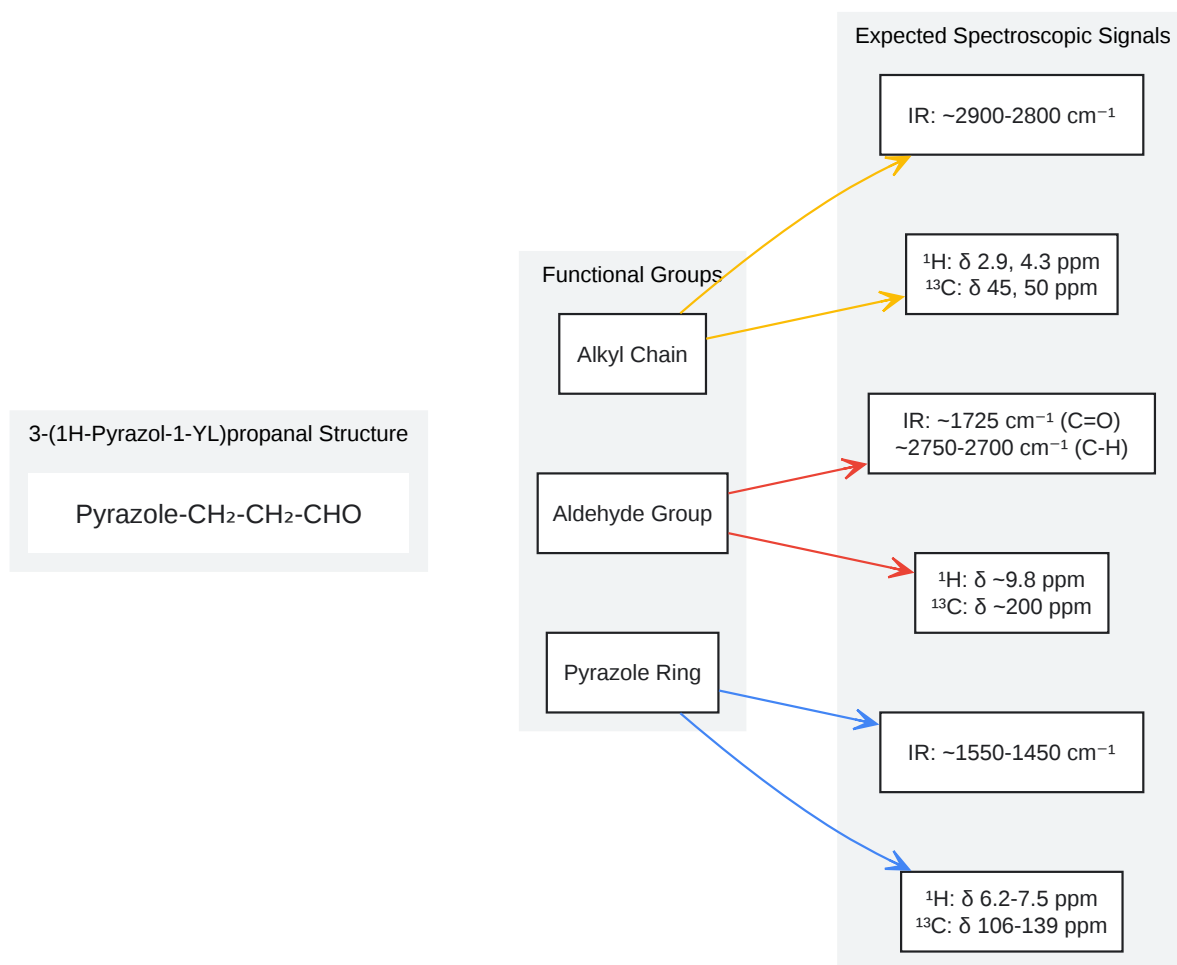 3-(1H-Pyrazol-1-YL)propanal Structure
Pyrazole-CH₂-CH₂-CHO
Functional Groups
Alkyl Chain
Aldehyde Group
Pyrazole Ring
Expected Spectroscopic Signals
IR: ~2900-2800 cm⁻¹
¹H: δ 2.9, 4.3 ppm
¹³C: δ 45, 50 ppm
IR: ~1725 cm⁻¹ (C=O)
~2750-2700 cm⁻¹ (C-H)
¹H: δ ~9.8 ppm
¹³C: δ ~200 ppm
IR: ~1550-1450 cm⁻¹
¹H: δ 6.2-7.5 ppm
¹³C: δ 106-139 ppm